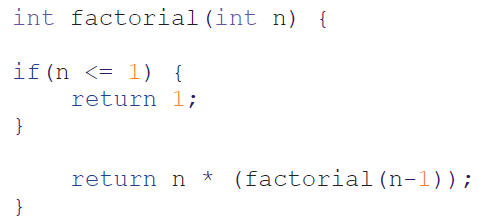 int factorial(int n) {
if(n <= 1) {
return 1;
}
return n * (factorial(n-1));
}